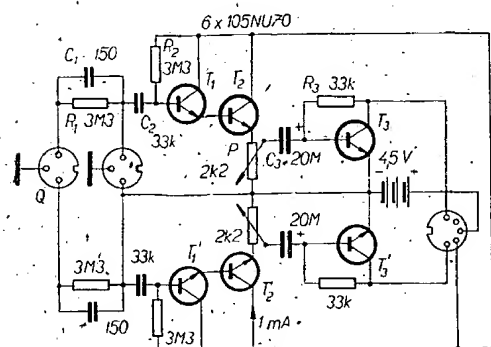 6 x 105NU70
C₁ 150
R₂
3M3
T₁
T₂
R₃ 33k
R₁ 3M3
C₂
33k
T₃
P
C₃ 20M
4,5 V
Q
2k2
- +
+
20M
+
2k2
3M3
33k
T₁'
T₂
T₃'
33k
150
3M3
1 mA